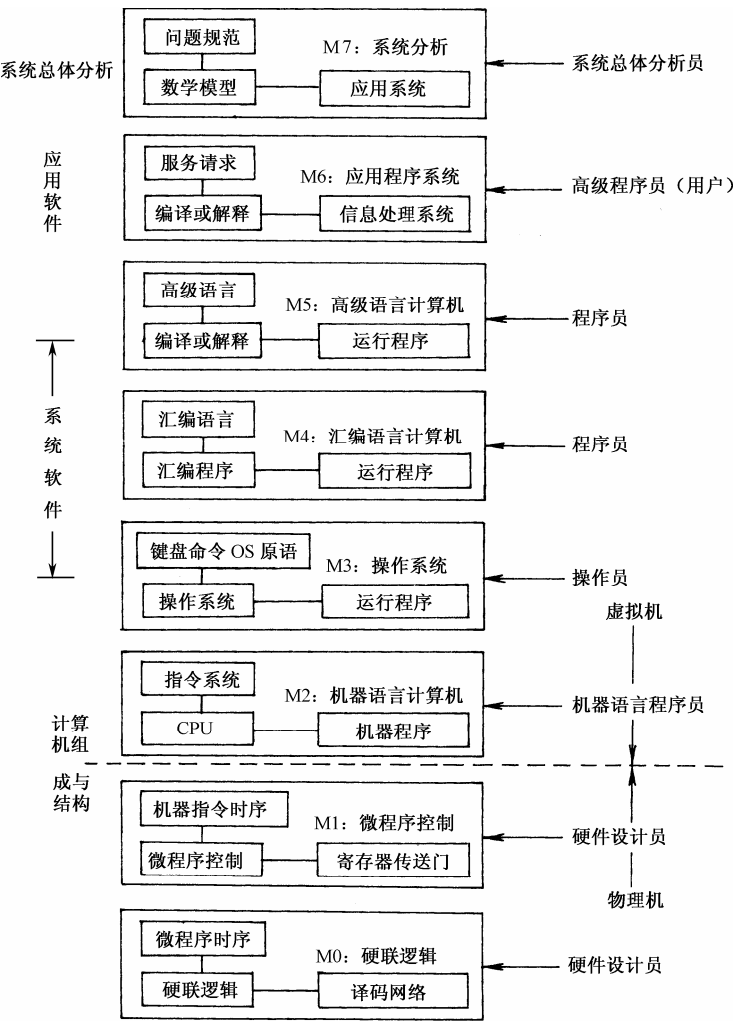 问题规范
M7：系统分析
系统总体分析
数学模型
应用系统
系统总体分析员
应用软件
服务请求
M6：应用程序系统
编译或解释
信息处理系统
高级程序员（用户）
高级语言
M5：高级语言计算机
编译或解释
运行程序
程序员
系统软件
汇编语言
M4：汇编语言计算机
汇编程序
运行程序
程序员
键盘命令OS原语
M3：操作系统
操作系统
运行程序
操作员
虚拟机
指令系统
M2：机器语言计算机
CPU
机器程序
机器语言程序员
计算
机组
成与
结构
机器指令时序
M1：微程序控制
微程序控制
寄存器传送门
硬件设计员
物理机
微程序时序
M0：硬联逻辑
硬联逻辑
译码网络
硬件设计员